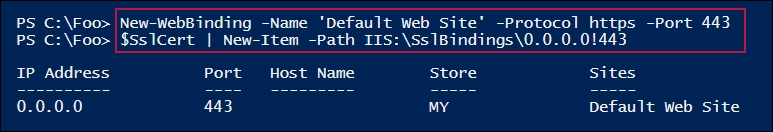 PS C:\Foo> New-WebBinding -Name 'Default Web Site' -Protocol https -Port 443
PS C:\Foo> $SslCert | New-Item -Path IIS:\SslBindings\0.0.0.0!443
IP Address Port Host Name Store Sites
---------- ---- --------- ----- -----
0.0.0.0 443 MY Default Web Site